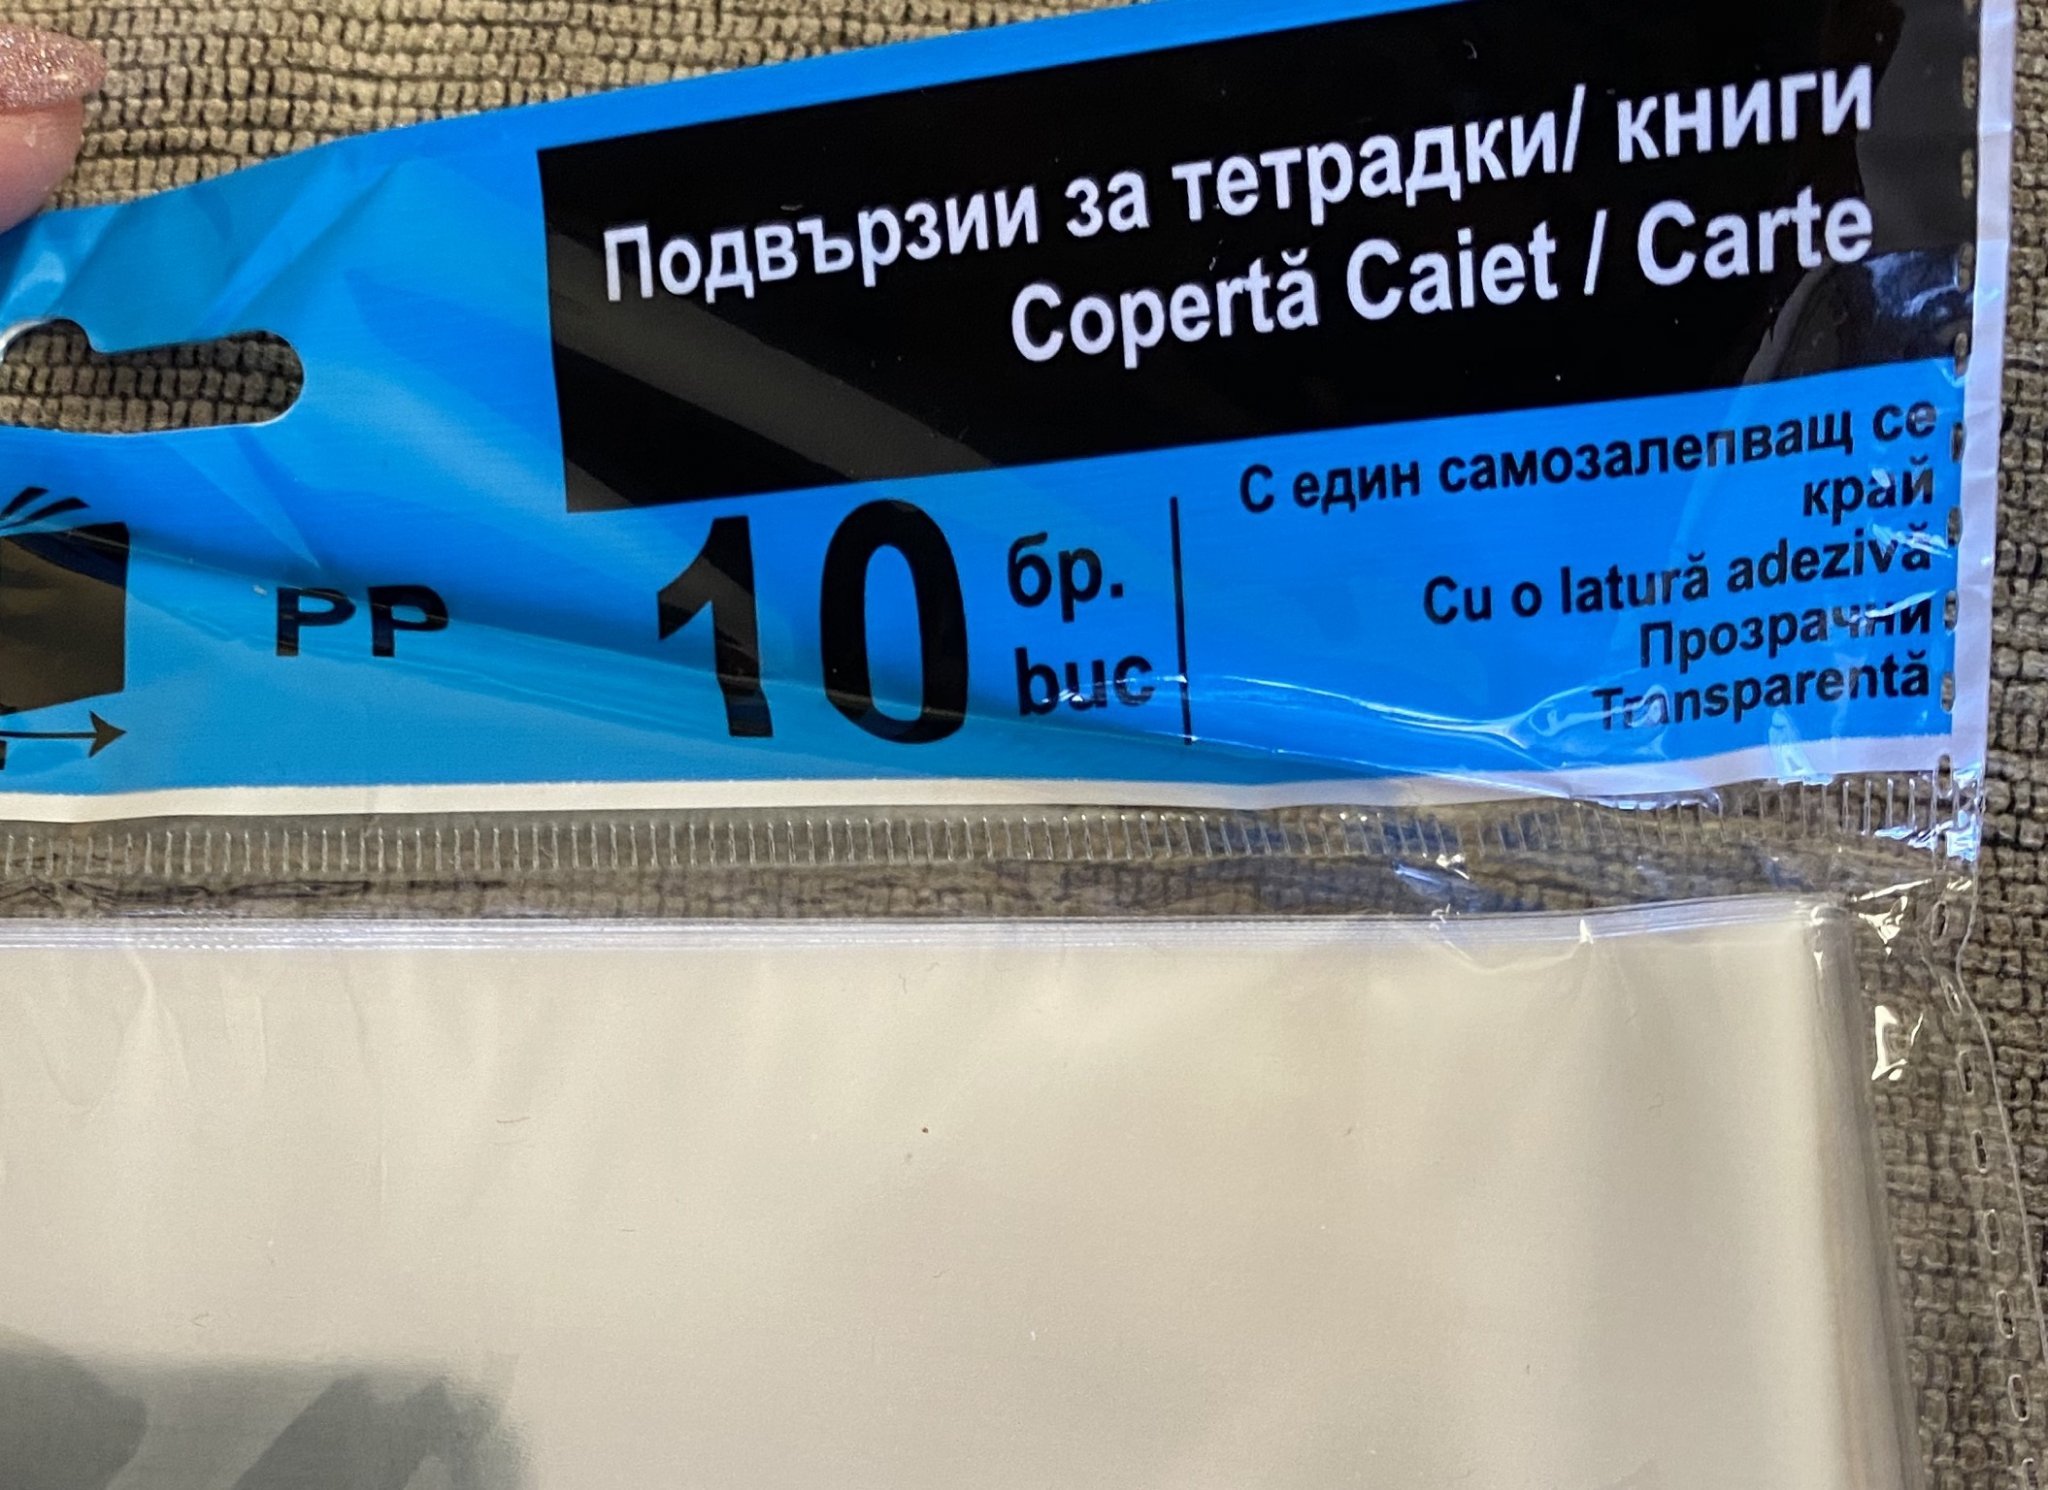 Подвързии за тетрадки/ книги
Copertă Caiet / Carte
PP
10 бр.
buc
С един самозалепващ се
край
Cu o latură adezivă
Прозрачни
Transparentă